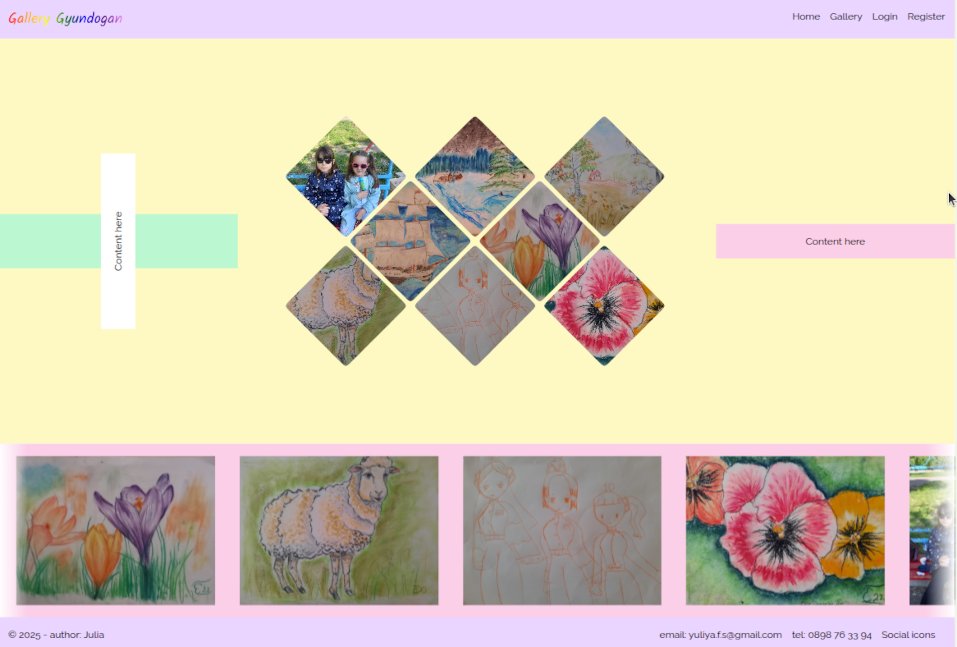 Gallery Gyundogan
Home Gallery Login Register
Content here
Content here
© 2025 - author: Julia
email: yuliya.f.s@gmail.com tel: 0898 76 33 94 Social icons